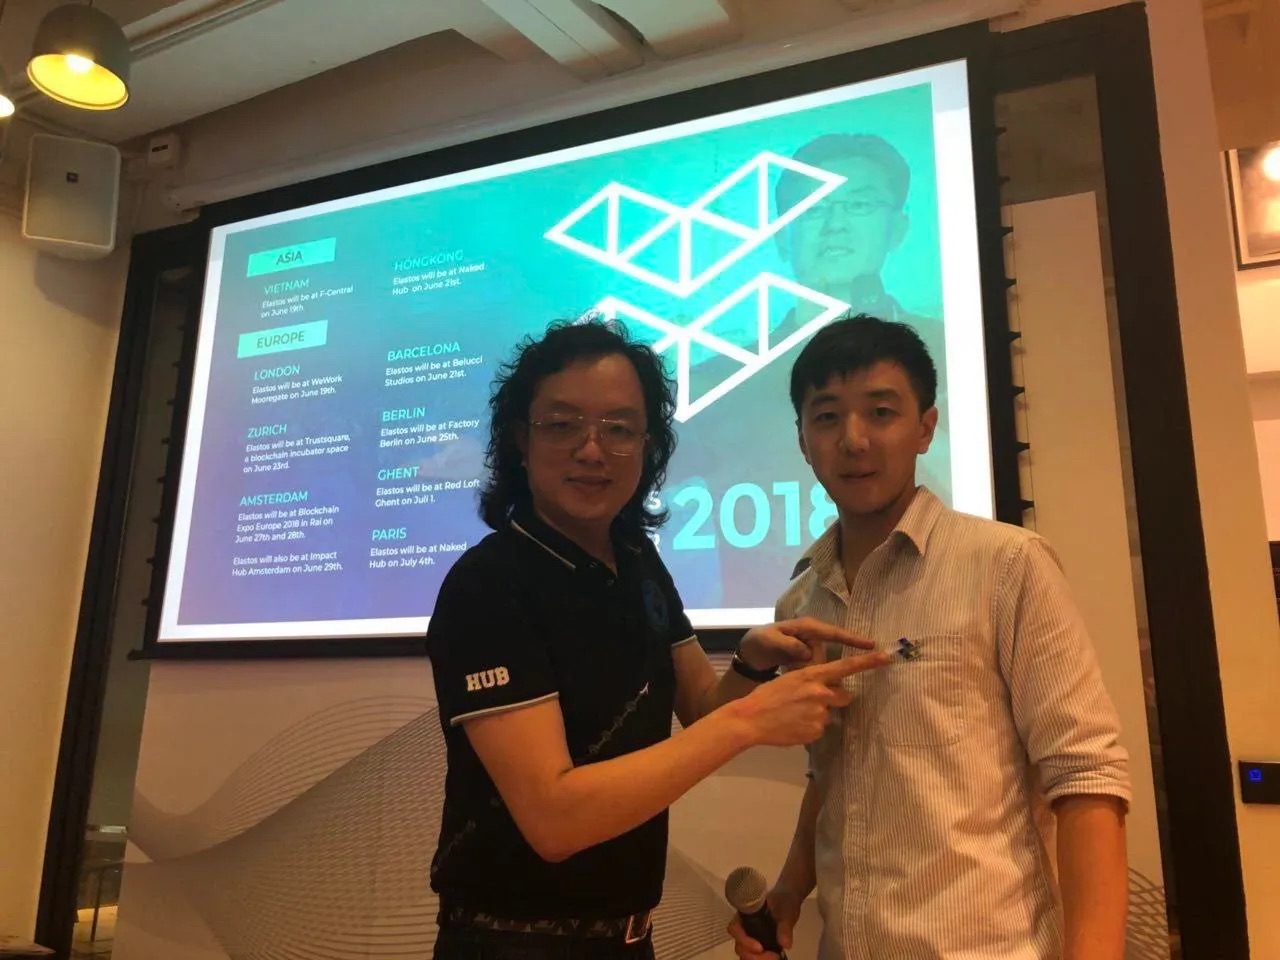 ASIA
VIETNAM
Elastos will be at F-Central
on June 19th.
HONGKONG
Elastos will be at Naked
Hub on June 21st.
EUROPE
LONDON
Elastos will be at WeWork
Mooregate on June 19th.
BARCELONA
Elastos will be at Belucci
Studios on June 21st.
ZURICH
Elastos will be at Trustsquare,
a blockchain incubator space
on June 23rd.
BERLIN
Elastos will be at Factory
Berlin on June 25th.
AMSTERDAM
Elastos will be at Blockchain
Expo Europe 2018 in Rai on
June 27th and 28th.
Elastos will also be at Impact
Hub Amsterdam on June 29th.
GHENT
Elastos will be at Red Loft
Ghent on Juli 1.
PARIS
Elastos will be at Naked
Hub on July 4th.
2018
HUB